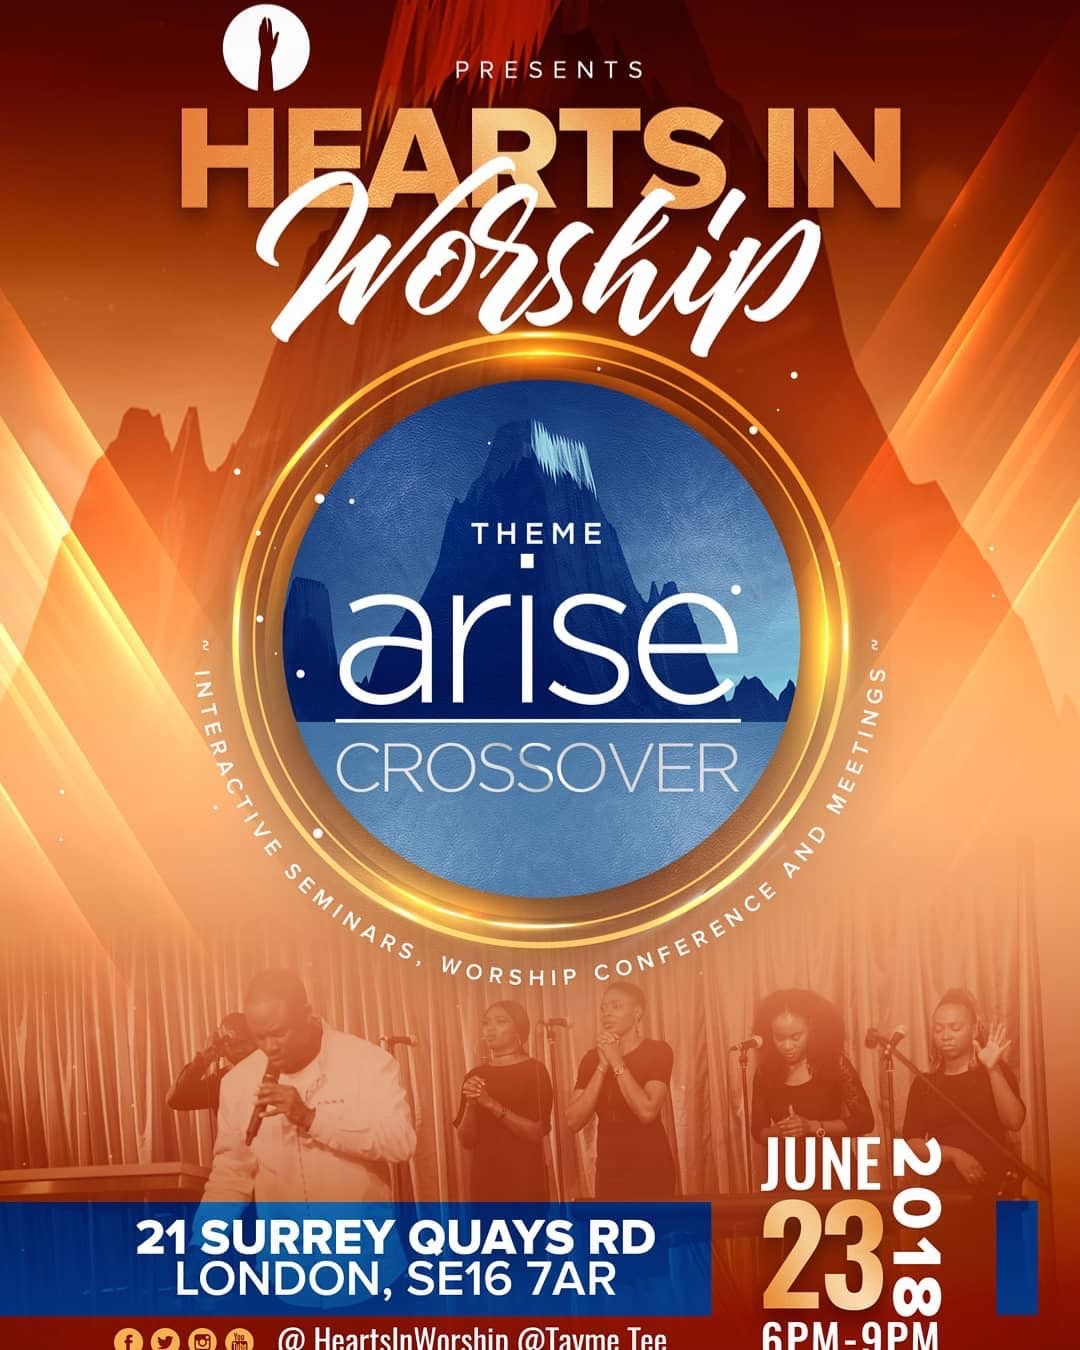 PRESENTS
HEARTS IN
Worship
THEME
arise
CROSSOVER
~ INTERACTIVE SEMINARS, WORSHIP CONFERENCE AND MEETINGS ~
JUNE
23
2018
6PM-9PM
21 SURREY QUAYS RD
LONDON, SE16 7AR
You
@ HeartsInWorship @Tayme Tee